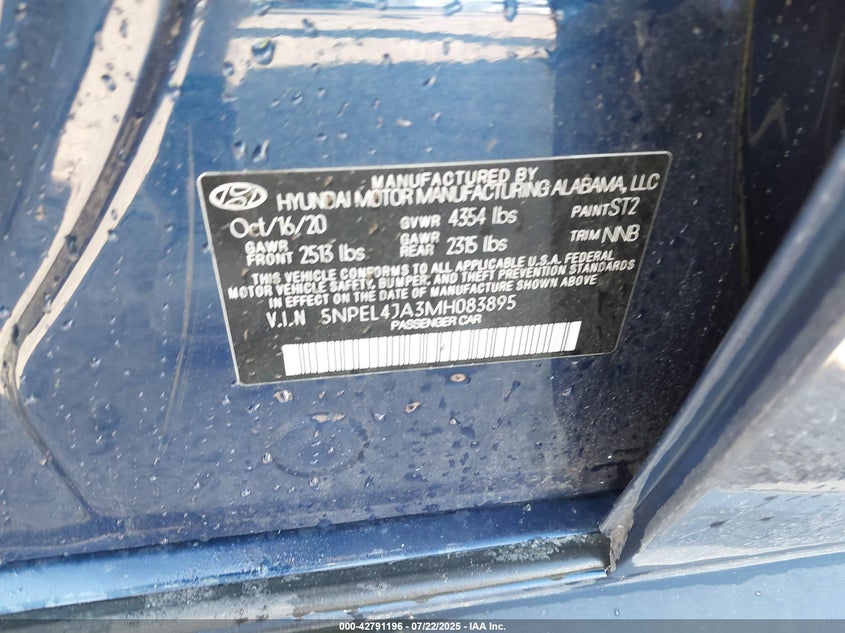 MANUFACTURED BY
HYUNDAI MOTOR MANUFACTURING ALABAMA, LLC
Oct/16/20 GVWR 4354 lbs PAINT ST2
GAWR FRONT 2513 lbs GAWR REAR 2315 lbs TRIM NNB
THIS VEHICLE CONFORMS TO ALL APPLICABLE U.S.A. FEDERAL
MOTOR VEHICLE SAFETY, BUMPER, AND THEFT PREVENTION STANDARDS
IN EFFECT ON THE DATE OF MANUFACTURE SHOWN ABOVE
V.I.N 5NPEL4JA3MH083895
PASSENGER CAR
000-42791196 • 07/22/2025 • IAA Inc.